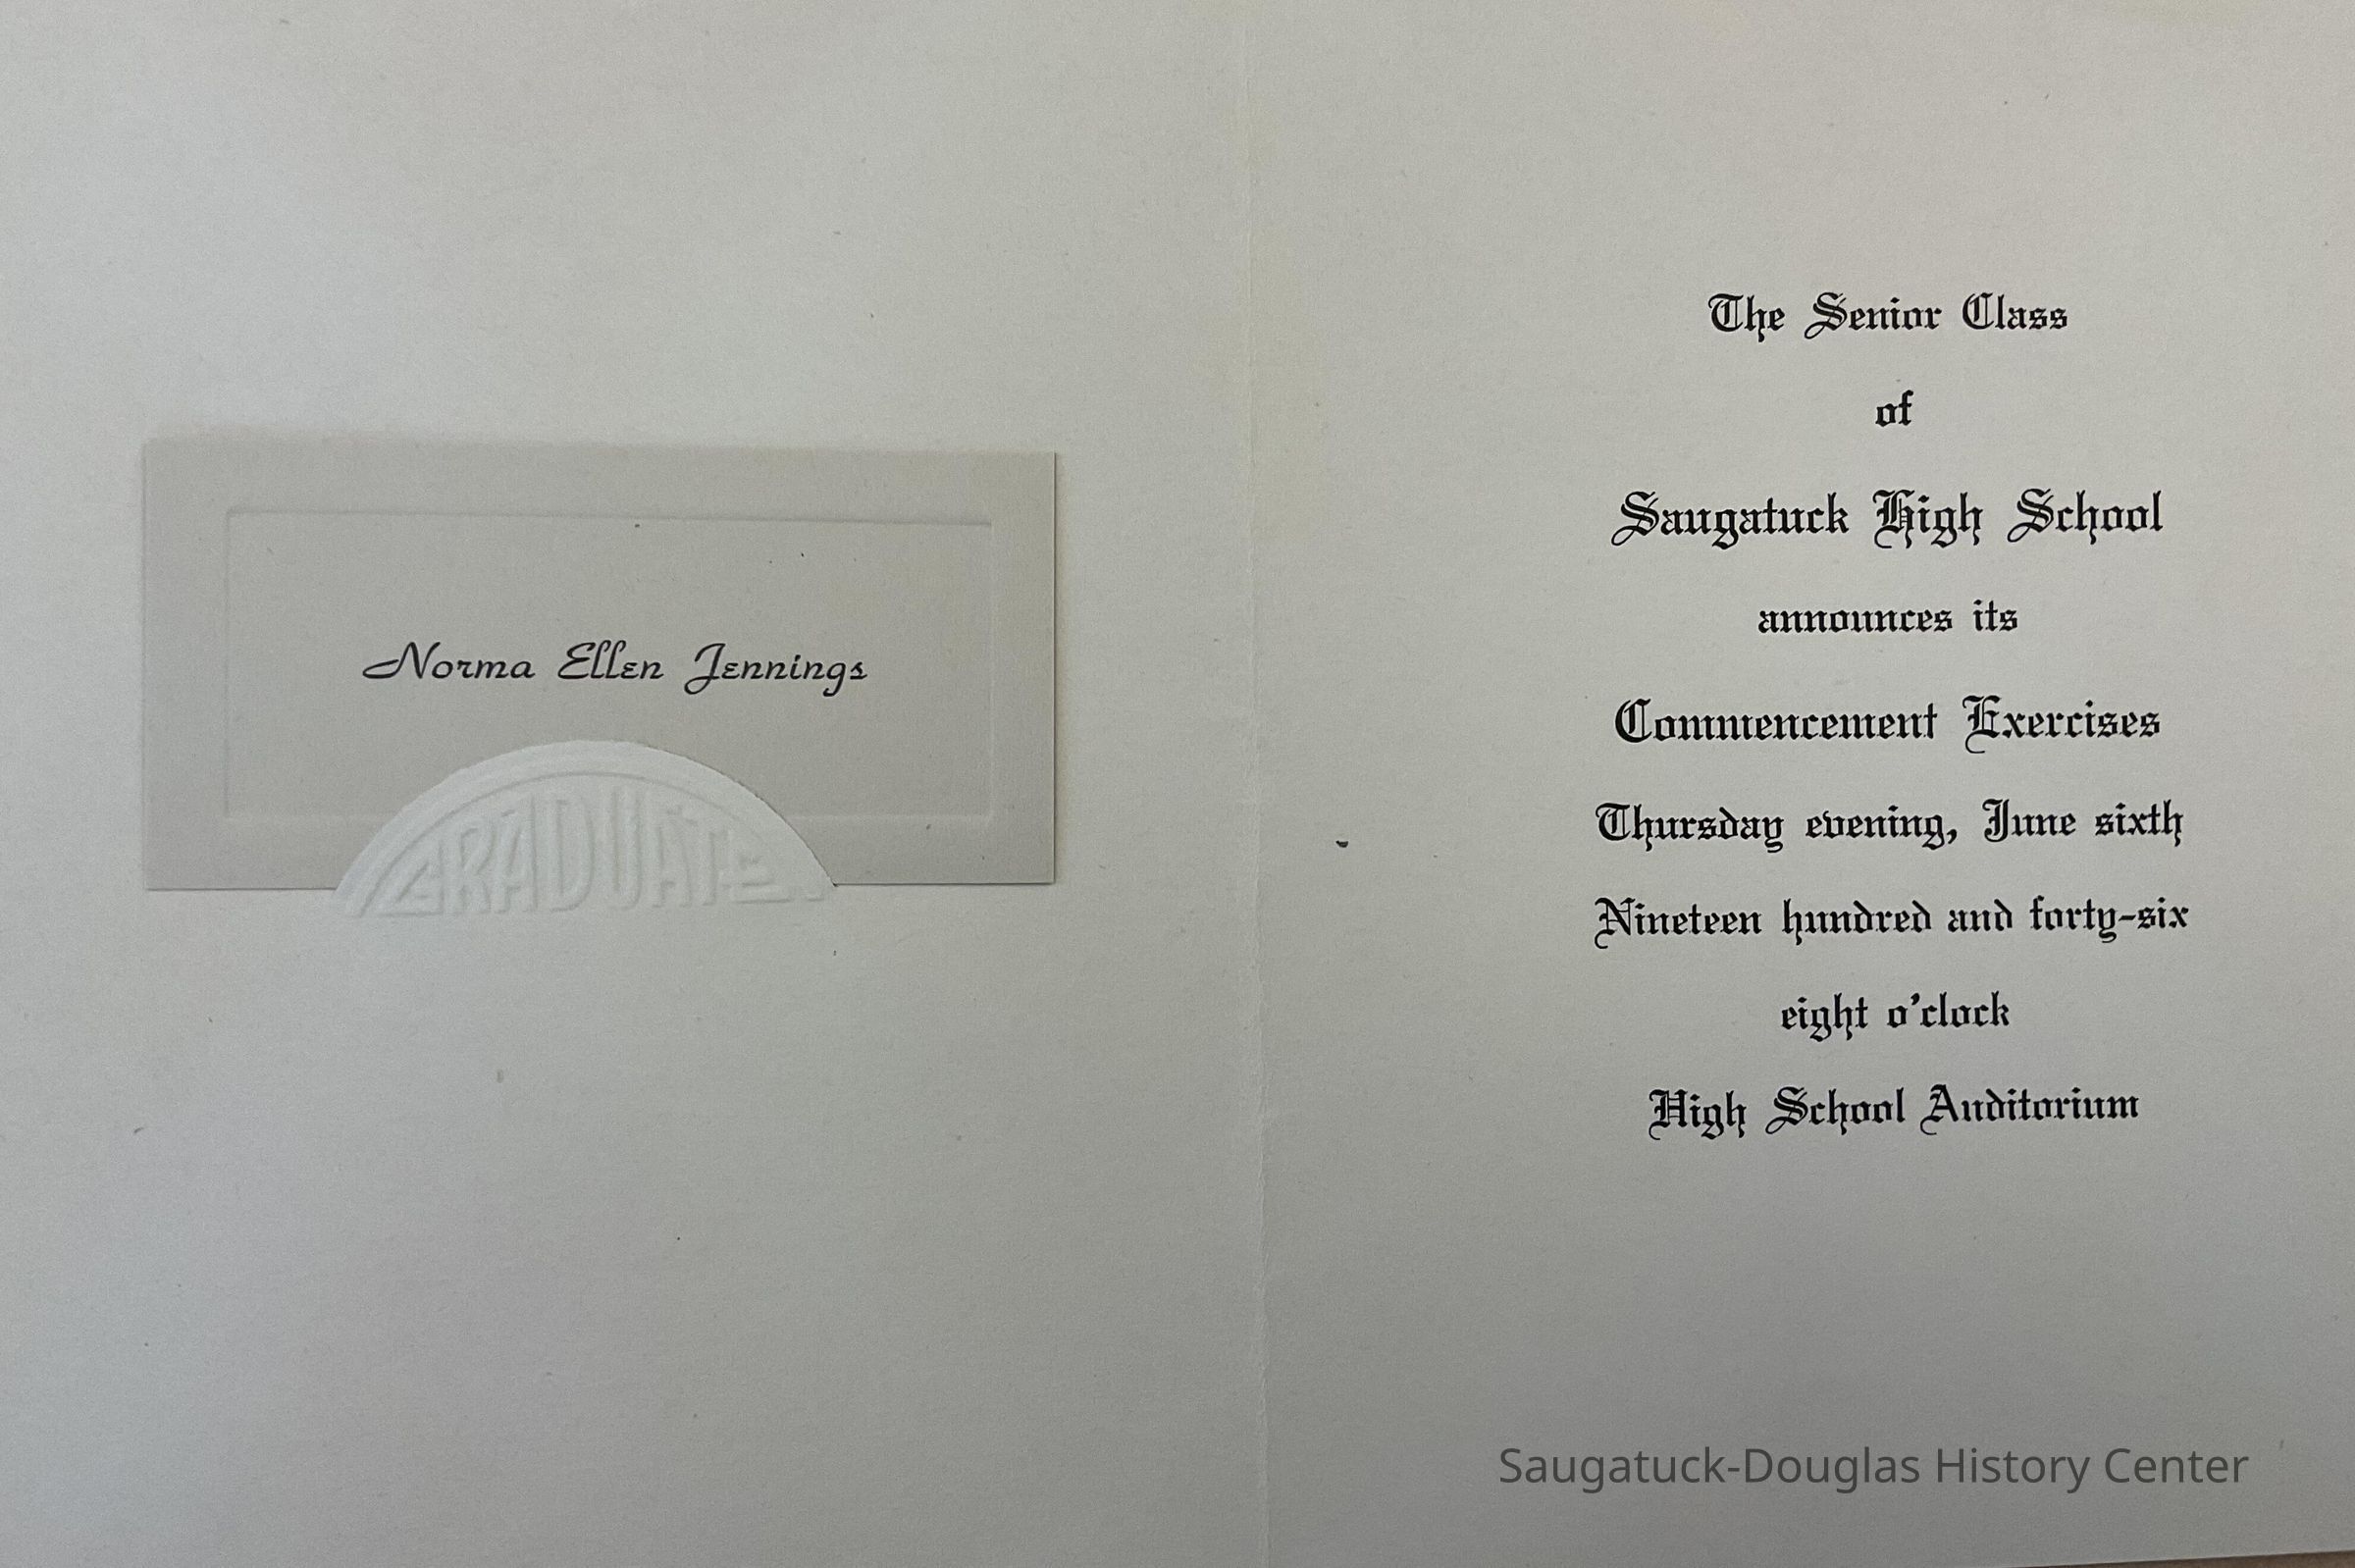 Norma Ellen Jennings
GRADUATE
The Senior Class
of
Saugatuck High School
announces its
Commencement Exercises
Thursday evening, June sixth
Nineteen hundred and forty-six
eight o'clock
High School Auditorium
Saugatuck-Douglas History Center